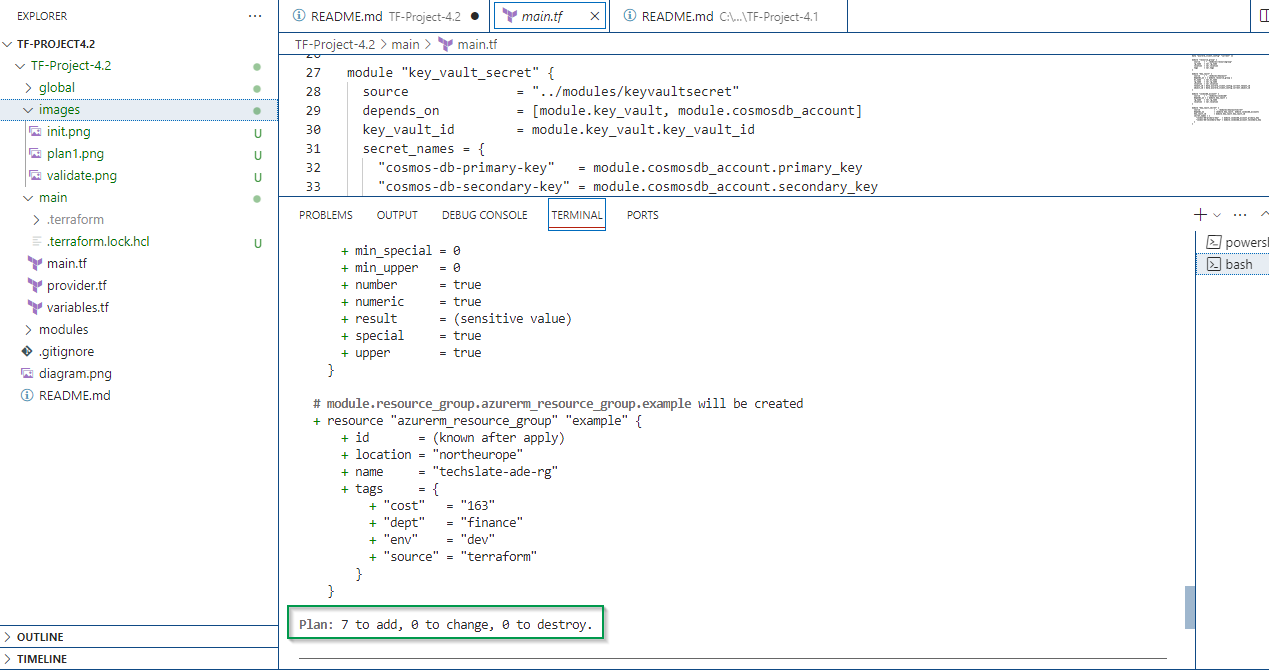 EXPLORER
TF-PROJECT4.2
TF-Project-4.2
global
images
init.png U
plan1.png U
validate.png U
main
.terraform
.terraform.lock.hcl U
main.tf
provider.tf
variables.tf
modules
.gitignore
diagram.png
README.md
OUTLINE
TIMELINE
README.md TF-Project-4.2
main.tf
README.md C:\...\TF-Project-4.1
TF-Project-4.2 > main > main.tf
27 module "key_vault_secret" {
28 source = "../modules/keyvaultsecret"
29 depends_on = [module.key_vault, module.cosmosdb_account]
30 key_vault_id = module.key_vault.key_vault_id
31 secret_names = {
32 "cosmos-db-primary-key" = module.cosmosdb_account.primary_key
33 "cosmos-db-secondary-key" = module.cosmosdb_account.secondary_key
PROBLEMS OUTPUT DEBUG CONSOLE TERMINAL PORTS
+ min_special = 0
+ min_upper = 0
+ number = true
+ numeric = true
+ result = (sensitive value)
+ special = true
+ upper = true
}
# module.resource_group.azurerm_resource_group.example will be created
+ resource "azurerm_resource_group" "example" {
+ id = (known after apply)
+ location = "northeurope"
+ name = "techslate-ade-rg"
+ tags = {
+ "cost" = "163"
+ "dept" = "finance"
+ "env" = "dev"
+ "source" = "terraform"
}
}
Plan: 7 to add, 0 to change, 0 to destroy.
powersh
bash